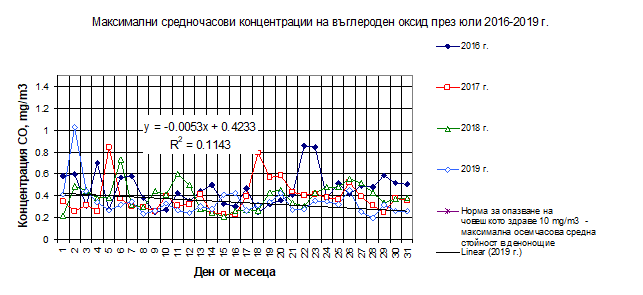 Максимални средночасови концентрации на въглероден оксид през юли 2016-2019 г.
Концентрация CO, mg/m3
1.4
1.2
1
0.8
0.6
0.4
0.2
0
y = -0.0053x + 0.4233
R² = 0.1143
1 2 3 4 5 6 7 8 9 10 11 12 13 14 15 16 17 18 19 20 21 22 23 24 25 26 27 28 29 30 31
Ден от месеца
2016 г.
2017 г.
2018 г.
2019 г.
Норма за опазване на
човешкото здраве 10 mg/m3 -
максимална осемчасова средна
стойност в денонощие
Linear (2019 г.)